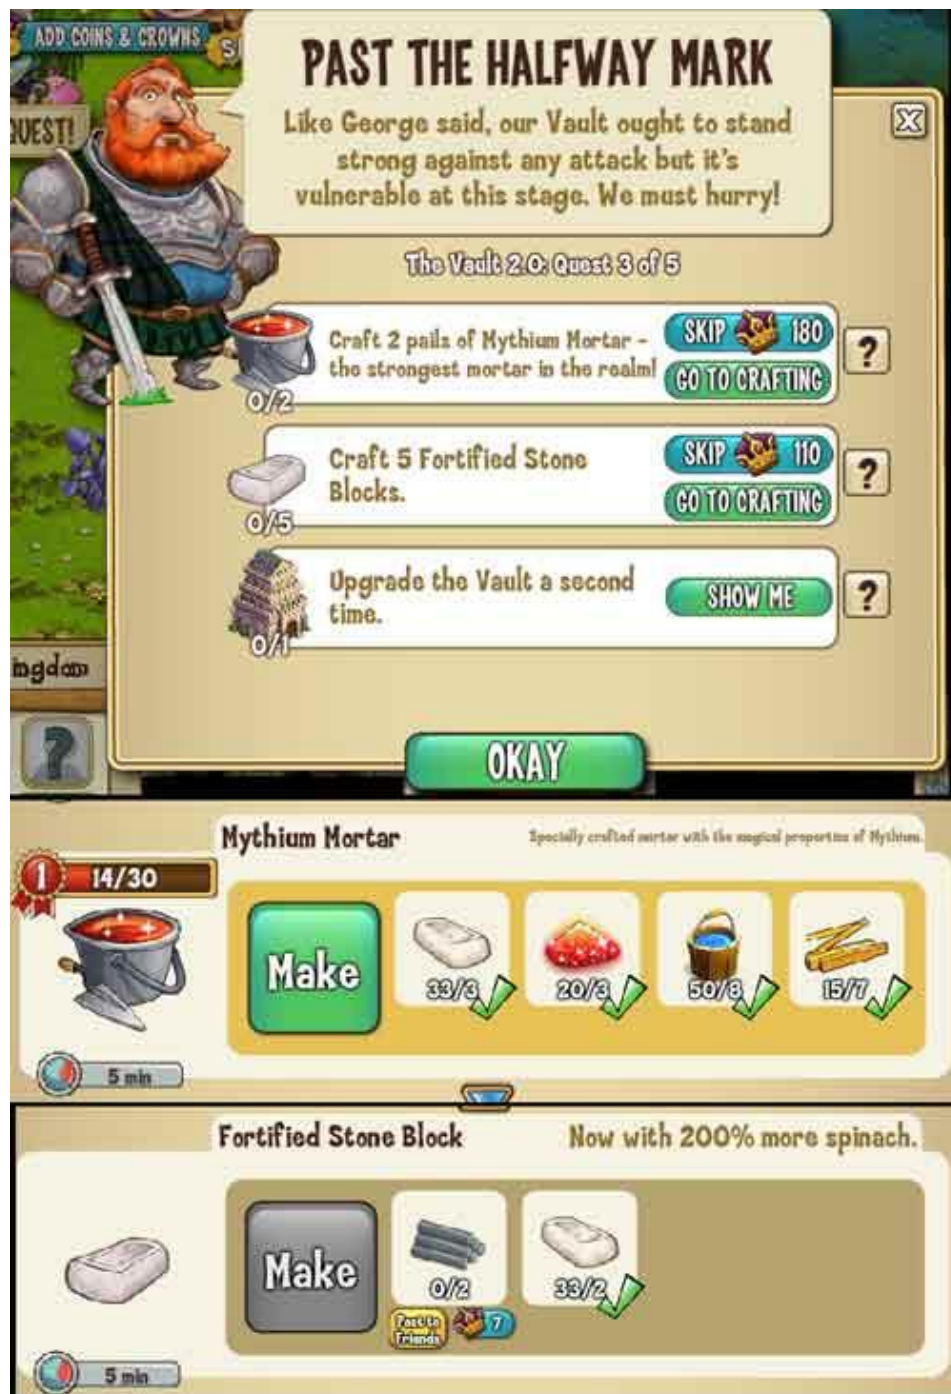 ADD COINS & CROWNS
PAST THE HALFWAY MARK
Like George said, our Vault ought to stand
strong against any attack but it's
vulnerable at this stage. We must hurry!
QUEST!
The Vault 2.0: Quest 3 of 5
Craft 2 pails of Mythium Mortar -
the strongest mortar in the realm!
SKIP 180
GO TO CRAFTING
?
0/2
Craft 5 Fortified Stone
Blocks.
SKIP 110
GO TO CRAFTING
?
0/5
Upgrade the Vault a second
time.
SHOW ME
?
0/1
ingdom
?
OKAY
Mythium Mortar
Specially crafted mortar with the magical properties of Mythium.
1
14/30
Make
33/3
20/3
50/8
15/7
5 min
Fortified Stone Block
Now with 200% more spinach.
Make
0/2
33/2
Post to
Friends
7
5 min